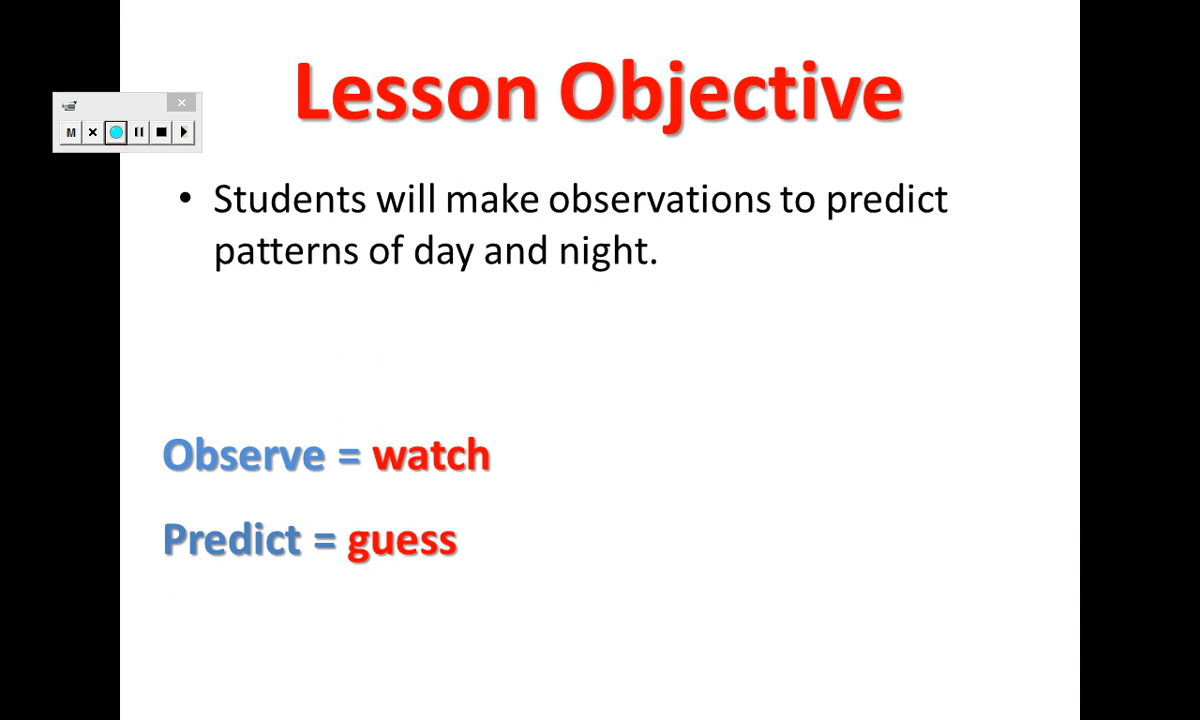 Lesson Objective
M
• Students will make observations to predict
patterns of day and night.
Observe = watch
Predict = guess